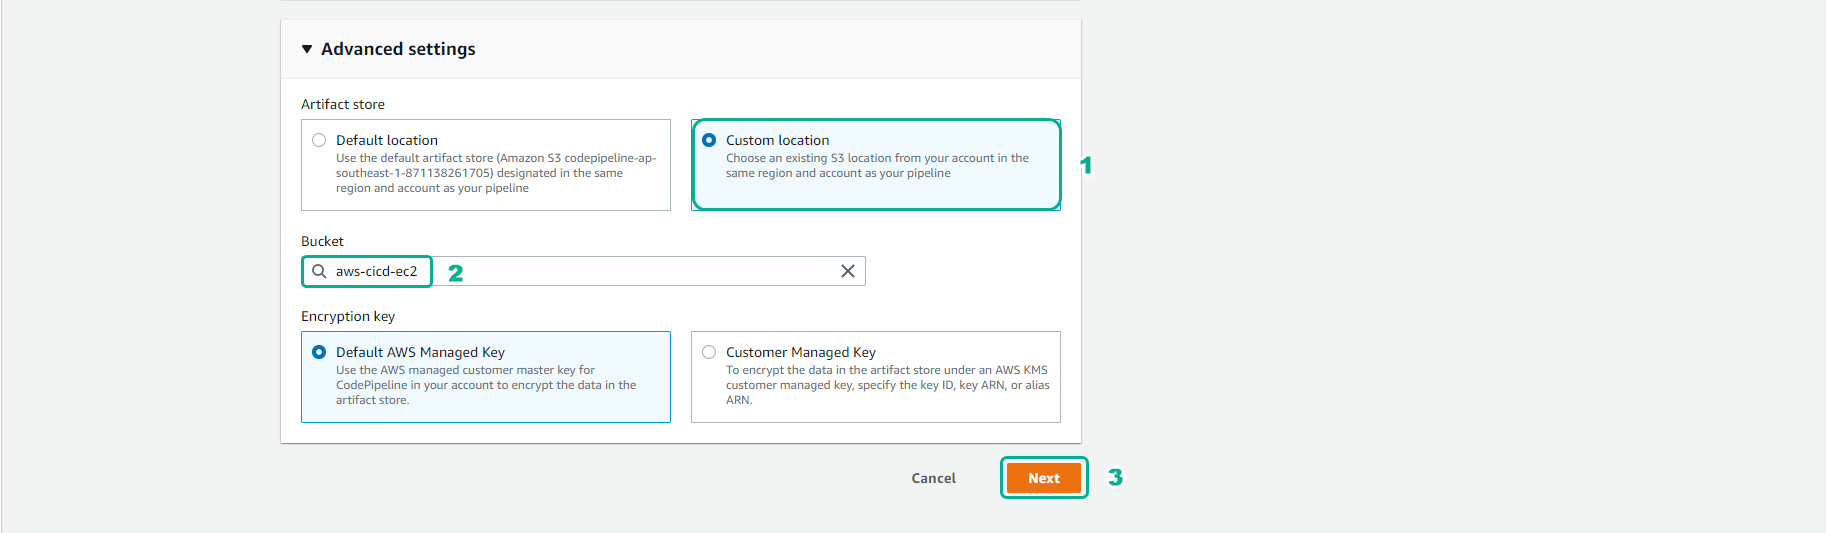 Advanced settings
Artifact store
Default location
Use the default artifact store (Amazon S3 codepipeline-ap-
southeast-1-871138261705) designated in the same
region and account as your pipeline
Custom location
Choose an existing S3 location from your account in the
same region and account as your pipeline
1
Bucket
aws-cicd-ec2
2
Encryption key
Default AWS Managed Key
Use the AWS managed customer master key for
CodePipeline in your account to encrypt the data in the
artifact store.
Customer Managed Key
To encrypt the data in the artifact store under an AWS KMS
customer managed key, specify the key ID, key ARN, or alias
ARN.
Cancel
Next
3